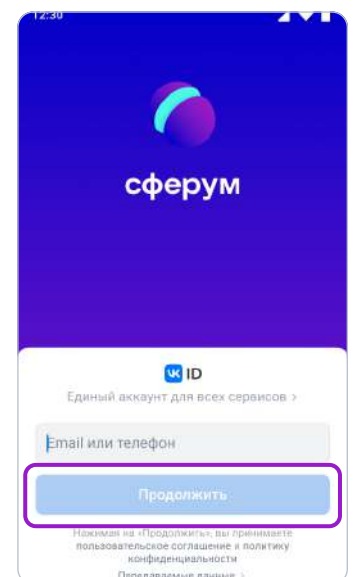 12:30
сферум
VK ID
Единый аккаунт для всех сервисов >
Email или телефон
Продолжить
Нажимая на «Продолжить», вы принимаете
пользовательское соглашение и политику
конфиденциальности
Передаваемые данные >